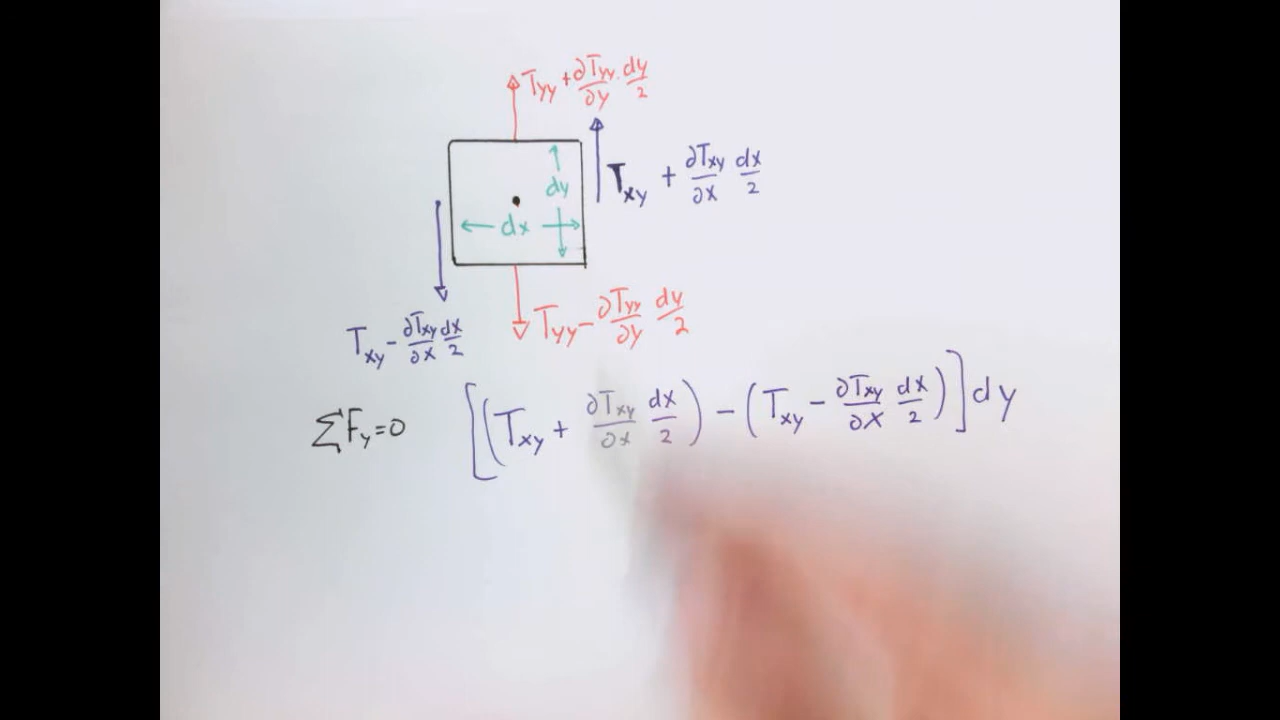 Tyy + ∂Tyy/∂y · dy/2
Txy + ∂Txy/∂x dx/2
dy
dx
Tyy - ∂Tyy/∂y dy/2
Txy - ∂Txy/∂x dx/2
ΣFy=0 [(Txy + ∂Txy/∂x dx/2) - (Txy - ∂Txy/∂x dx/2)] dy